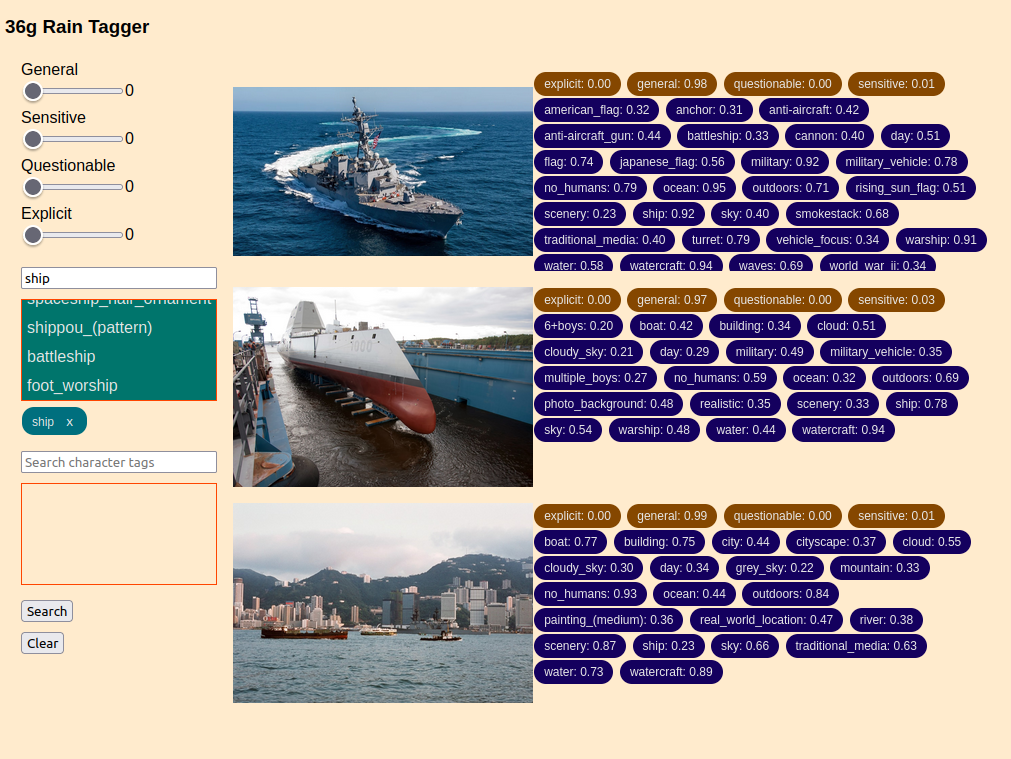 36g Rain Tagger
General
0
Sensitive
0
Questionable
0
Explicit
0
ship
spaceship_hair_ornament
shippou_(pattern)
battleship
foot_worship
ship x
Search character tags
Search
Clear
explicit: 0.00 general: 0.98 questionable: 0.00 sensitive: 0.01
american_flag: 0.32 anchor: 0.31 anti-aircraft: 0.42
anti-aircraft_gun: 0.44 battleship: 0.33 cannon: 0.40 day: 0.51
flag: 0.74 japanese_flag: 0.56 military: 0.92 military_vehicle: 0.78
no_humans: 0.79 ocean: 0.95 outdoors: 0.71 rising_sun_flag: 0.51
scenery: 0.23 ship: 0.92 sky: 0.40 smokestack: 0.68
traditional_media: 0.40 turret: 0.79 vehicle_focus: 0.34 warship: 0.91
water: 0.58 watercraft: 0.94 waves: 0.69 world_war_ii: 0.34
explicit: 0.00 general: 0.97 questionable: 0.00 sensitive: 0.03
6+boys: 0.20 boat: 0.42 building: 0.34 cloud: 0.51
cloudy_sky: 0.21 day: 0.29 military: 0.49 military_vehicle: 0.35
multiple_boys: 0.27 no_humans: 0.59 ocean: 0.32 outdoors: 0.69
photo_background: 0.48 realistic: 0.35 scenery: 0.33 ship: 0.78
sky: 0.54 warship: 0.48 water: 0.44 watercraft: 0.94
explicit: 0.00 general: 0.99 questionable: 0.00 sensitive: 0.01
boat: 0.77 building: 0.75 city: 0.44 cityscape: 0.37 cloud: 0.55
cloudy_sky: 0.30 day: 0.34 grey_sky: 0.22 mountain: 0.33
no_humans: 0.93 ocean: 0.44 outdoors: 0.84
painting_(medium): 0.36 real_world_location: 0.47 river: 0.38
scenery: 0.87 ship: 0.23 sky: 0.66 traditional_media: 0.63
water: 0.73 watercraft: 0.89